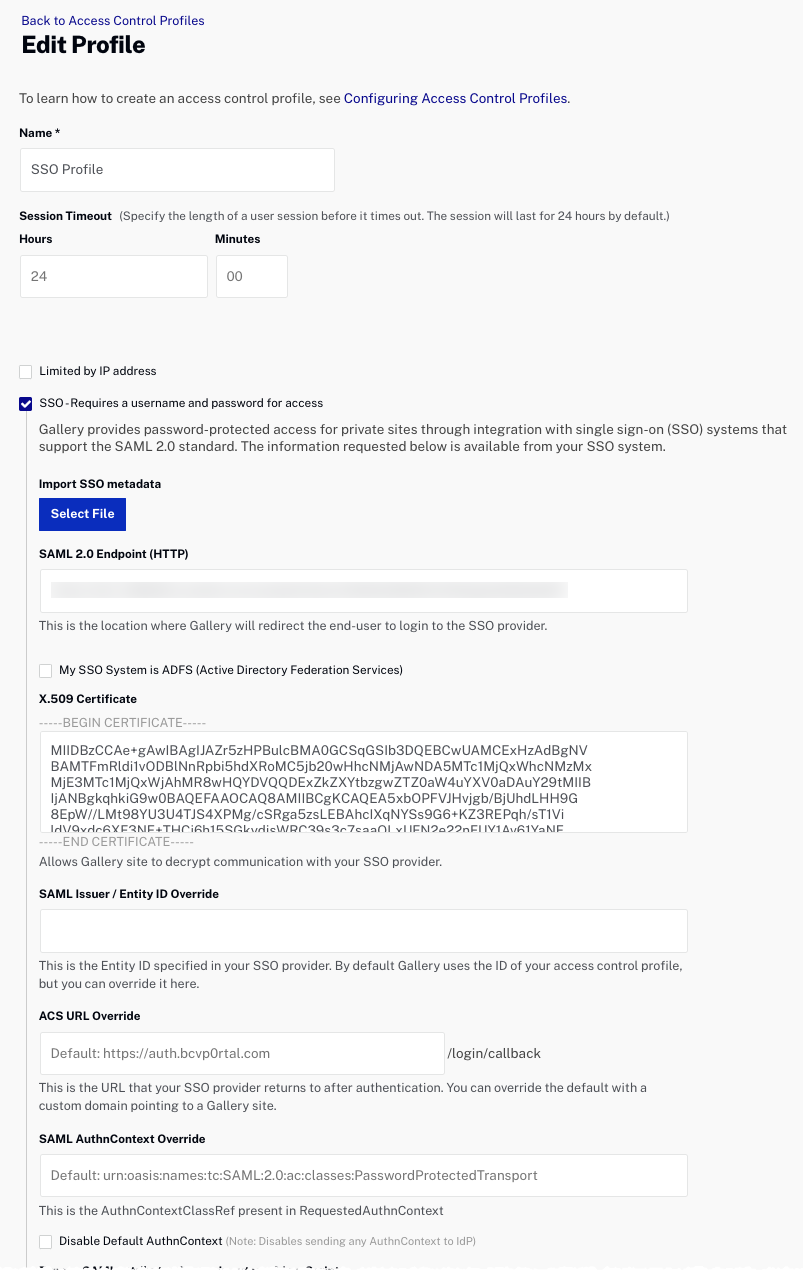 Back to Access Control Profiles
Edit Profile
To learn how to create an access control profile, see Configuring Access Control Profiles.
Name *
SSO Profile
Session Timeout (Specify the length of a user session before it times out. The session will last for 24 hours by default.)
Hours Minutes
24 00
Limited by IP address
SSO - Requires a username and password for access
Gallery provides password-protected access for private sites through integration with single sign-on (SSO) systems that
support the SAML 2.0 standard. The information requested below is available from your SSO system.
Import SSO metadata
Select File
SAML 2.0 Endpoint (HTTP)
This is the location where Gallery will redirect the end-user to login to the SSO provider.
My SSO System is ADFS (Active Directory Federation Services)
X.509 Certificate
-----BEGIN CERTIFICATE-----
MIIDBzCCAe+gAwIBAgIJAZr5zHPBulcBMA0GCSqGSIb3DQEBCwUAMCExHzAdBgNV
BAMTFmRldi1vODBlNnRpbi5hdXRoMC5jb20wHhcNMjAwNDA5MTc1MjQxWhcNMzMx
MjE3MTc1MjQxWjAhMR8wHQYDVQQDExZkZXYtbzgwZTZ0aW4uYXV0aDAuY29tMIIB
IjANBgkqhkiG9w0BAQEFAAOCAQ8AMIIBCgKCAQEA5xbOPFVJHvjgb/BjUhdLHH9G
8EpW//LMt98YU3U4TJS4XPMg/cSRga5zsLEBAhcIXqNYSs9G6+KZ3REPqh/sT1Vi
-----END CERTIFICATE-----
Allows Gallery site to decrypt communication with your SSO provider.
SAML Issuer / Entity ID Override
This is the Entity ID specified in your SSO provider. By default Gallery uses the ID of your access control profile,
but you can override it here.
ACS URL Override
Default: https://auth.bcvp0rtal.com /login/callback
This is the URL that your SSO provider returns to after authentication. You can override the default with a
custom domain pointing to a Gallery site.
SAML AuthnContext Override
Default: urn:oasis:names:tc:SAML:2.0:ac:classes:PasswordProtectedTransport
This is the AuthnContextClassRef present in RequestedAuthnContext
Disable Default AuthnContext (Note: Disables sending any AuthnContext to IdP)